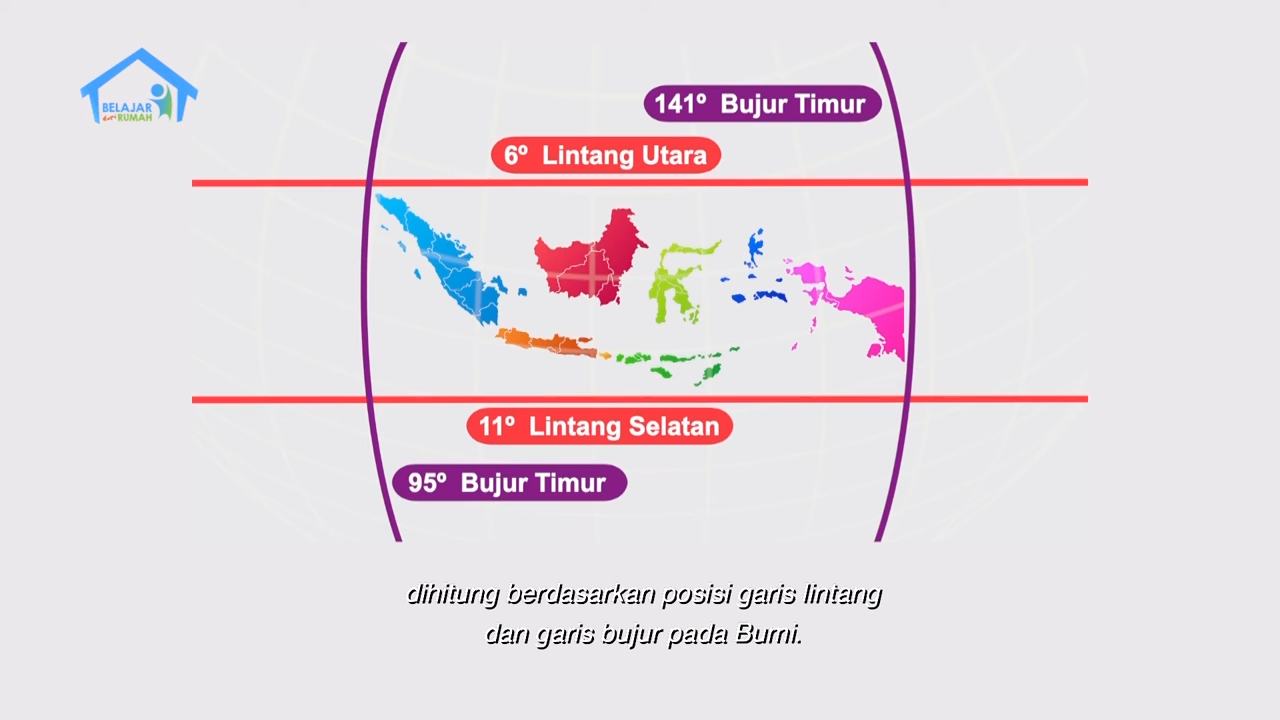 BELAJAR
dari RUMAH
141º Bujur Timur
6º Lintang Utara
11º Lintang Selatan
95º Bujur Timur
dihitung berdasarkan posisi garis lintang
dan garis bujur pada Bumi.